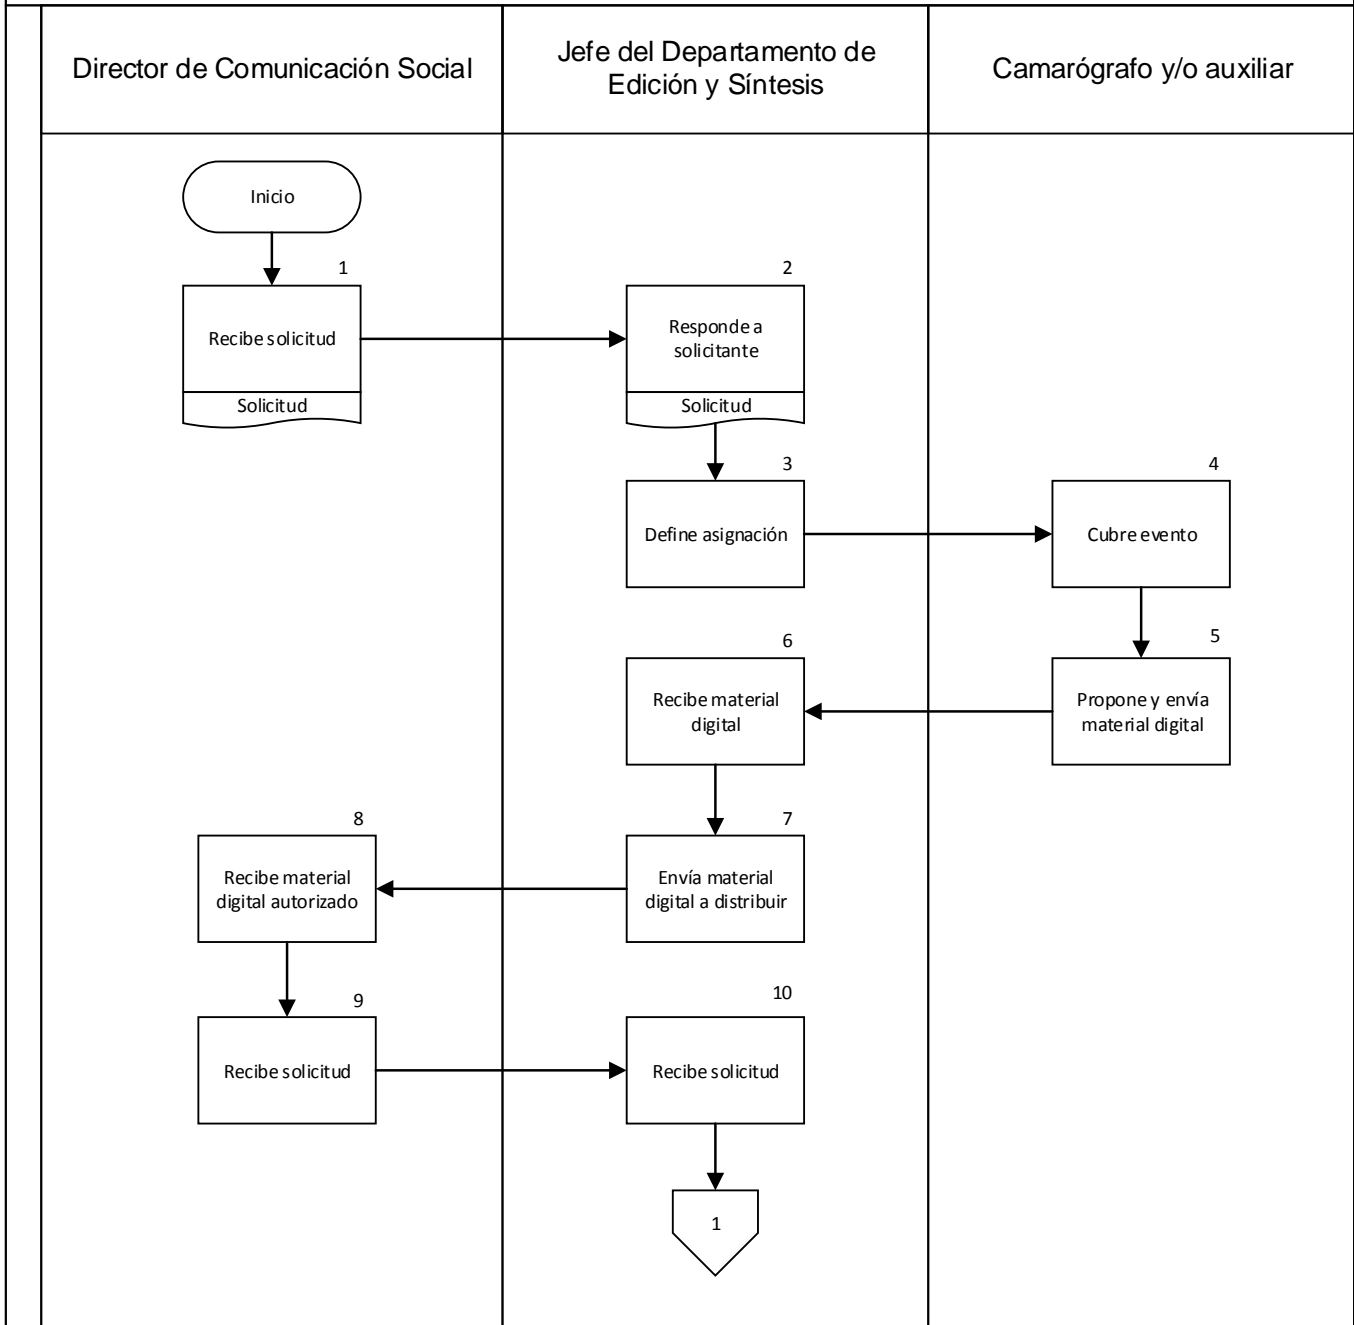 Director de Comunicación Social
Jefe del Departamento de
Edición y Síntesis
Camarógrafo y/o auxiliar
Inicio
1
Recibe solicitud
Solicitud
2
Responde a
solicitante
Solicitud
3
Define asignación
4
Cubre evento
5
Propone y envía
material digital
6
Recibe material
digital
7
Envía material
digital a distribuir
8
Recibe material
digital autorizado
9
Recibe solicitud
10
Recibe solicitud
1